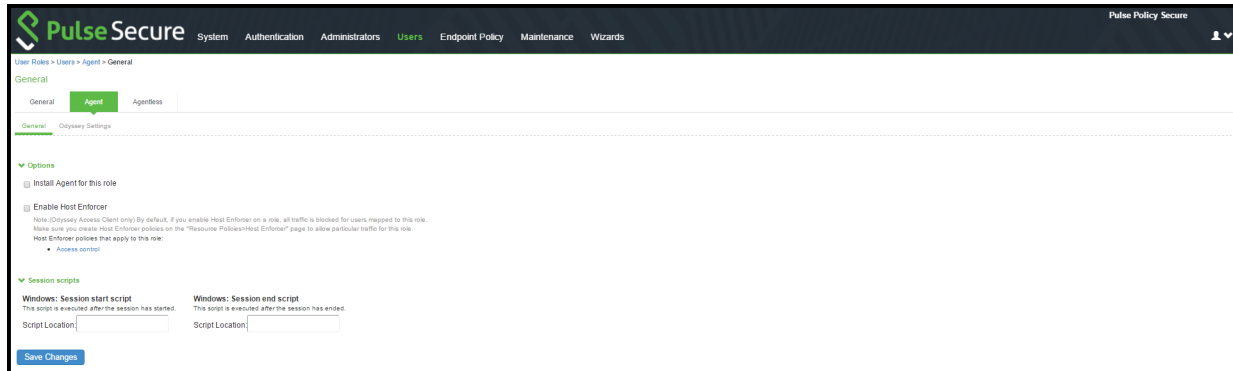 Pulse Policy Secure
Pulse Secure System Authentication Administrators Users Endpoint Policy Maintenance Wizards
User Roles > Users > Agent > General
General
General Agent Agentless
General Odyssey Settings
Options
Install Agent for this role
Enable Host Enforcer
Note:(Odyssey Access Client only) By default, if you enable Host Enforcer on a role, all traffic is blocked for users mapped to this role.
Make sure you create Host Enforcer policies on the "Resource Policies>Host Enforcer" page to allow particular traffic for this role.
Host Enforcer policies that apply to this role:
• Access control
Session scripts
Windows: Session start script Windows: Session end script
This script is executed after the session has started. This script is executed after the session has ended.
Script Location: Script Location:
Save Changes